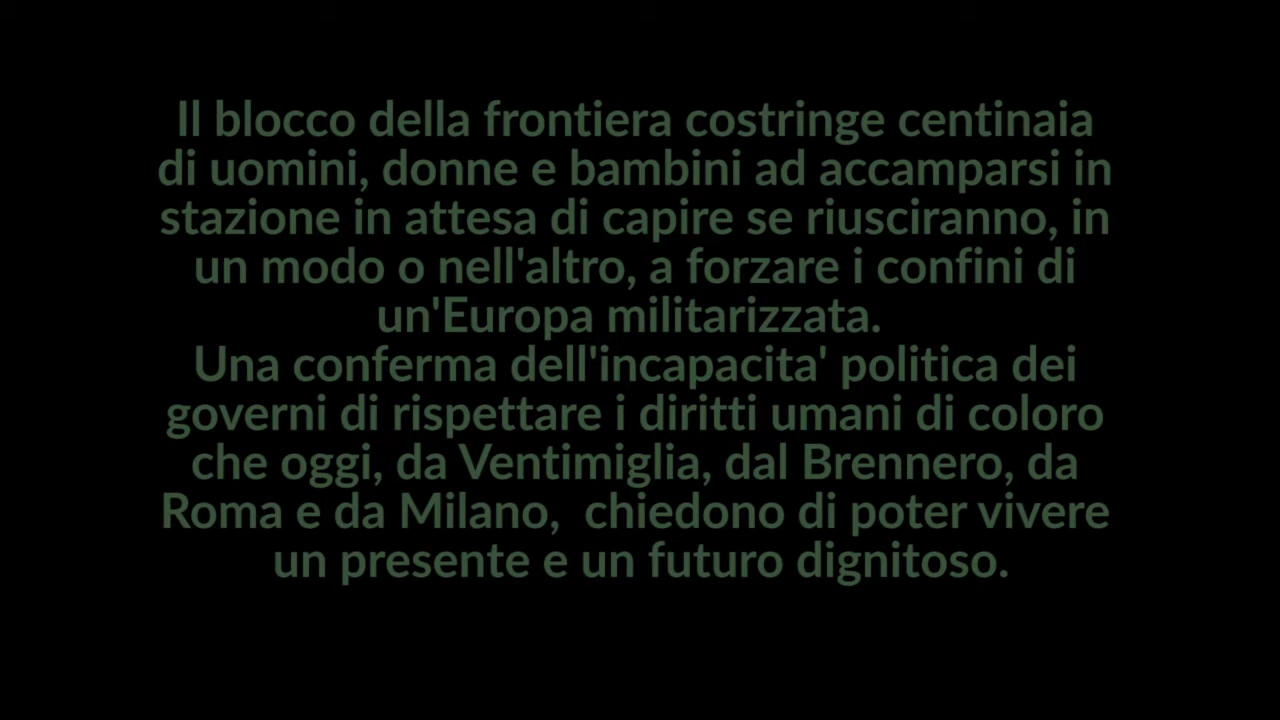 Il blocco della frontiera costringe centinaia
di uomini, donne e bambini ad accamparsi in
stazione in attesa di capire se riusciranno, in
un modo o nell'altro, a forzare i confini di
un'Europa militarizzata.
Una conferma dell'incapacita' politica dei
governi di rispettare i diritti umani di coloro
che oggi, da Ventimiglia, dal Brennero, da
Roma e da Milano,  chiedono di poter vivere
un presente e un futuro dignitoso.